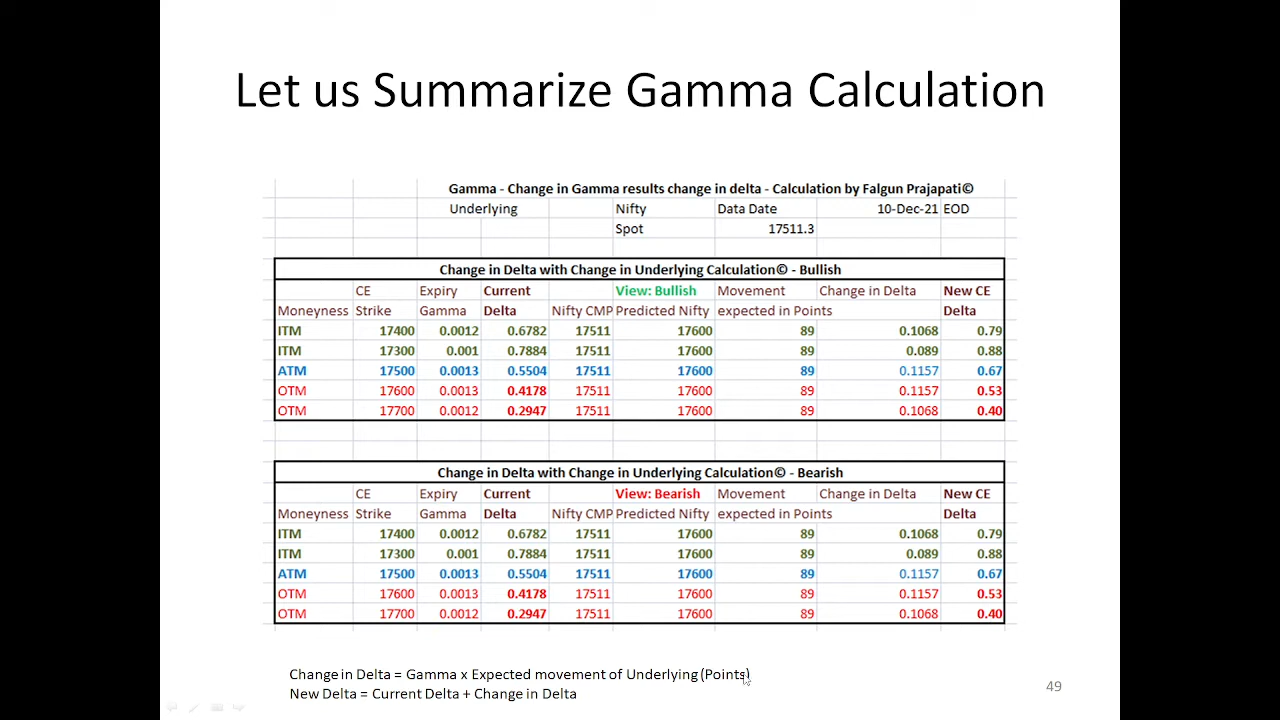 Let us Summarize Gamma Calculation
Gamma - Change in Gamma results change in delta - Calculation by Falgun Prajapati©
Underlying Nifty Data Date 10-Dec-21 EOD
Spot 17511.3
Change in Delta with Change in Underlying Calculation© - Bullish
CE Expiry Current View: Bullish Movement Change in Delta New CE
Moneyness Strike Gamma Delta Nifty CMP Predicted Nifty expected in Points Delta
ITM 17400 0.0012 0.6782 17511 17600 89 0.1068 0.79
ITM 17300 0.001 0.7884 17511 17600 89 0.089 0.88
ATM 17500 0.0013 0.5504 17511 17600 89 0.1157 0.67
OTM 17600 0.0013 0.4178 17511 17600 89 0.1157 0.53
OTM 17700 0.0012 0.2947 17511 17600 89 0.1068 0.40
Change in Delta with Change in Underlying Calculation© - Bearish
CE Expiry Current View: Bearish Movement Change in Delta New CE
Moneyness Strike Gamma Delta Nifty CMP Predicted Nifty expected in Points Delta
ITM 17400 0.0012 0.6782 17511 17600 89 0.1068 0.79
ITM 17300 0.001 0.7884 17511 17600 89 0.089 0.88
ATM 17500 0.0013 0.5504 17511 17600 89 0.1157 0.67
OTM 17600 0.0013 0.4178 17511 17600 89 0.1157 0.53
OTM 17700 0.0012 0.2947 17511 17600 89 0.1068 0.40
Change in Delta = Gamma x Expected movement of Underlying (Points)
New Delta = Current Delta + Change in Delta
49